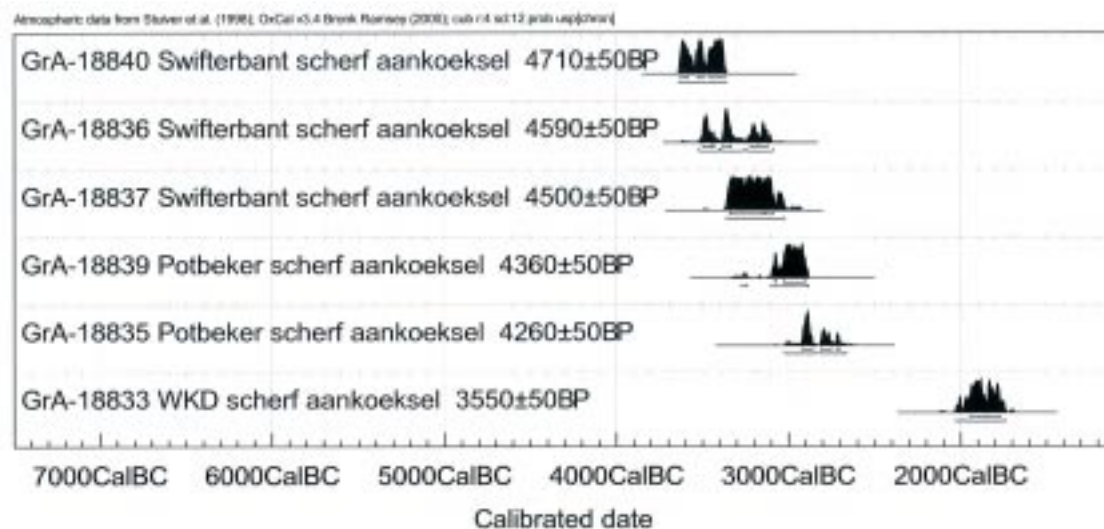 Atmospheric data from Stuiver et al. (1998); OxCal v3.4 Bronk Ramsey (2000); cub r:4 sd:12 prob usp[chron]
GrA-18840 Swifterbant scherf aankoeksel 4710±50BP
GrA-18836 Swifterbant scherf aankoeksel 4590±50BP
GrA-18837 Swifterbant scherf aankoeksel 4500±50BP
GrA-18839 Potbeker scherf aankoeksel 4360±50BP
GrA-18835 Potbeker scherf aankoeksel 4260±50BP
GrA-18833 WKD scherf aankoeksel 3550±50BP
7000CalBC 6000CalBC 5000CalBC 4000CalBC 3000CalBC 2000CalBC
Calibrated date